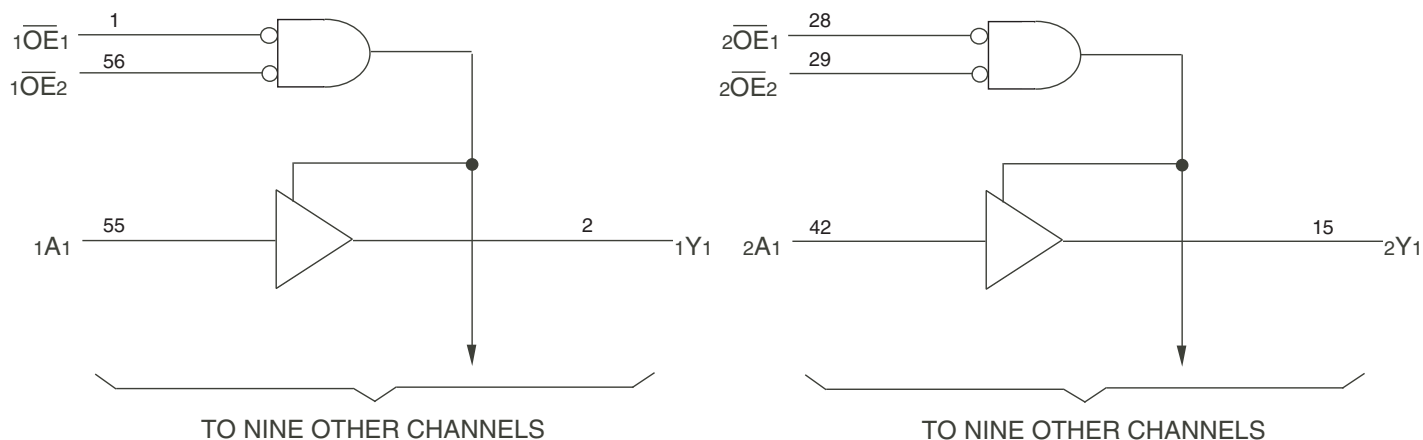 1OE1 1
1OE2 56
1A1 55 2 1Y1
TO NINE OTHER CHANNELS
2OE1 28
2OE2 29
2A1 42 15 2Y1
TO NINE OTHER CHANNELS